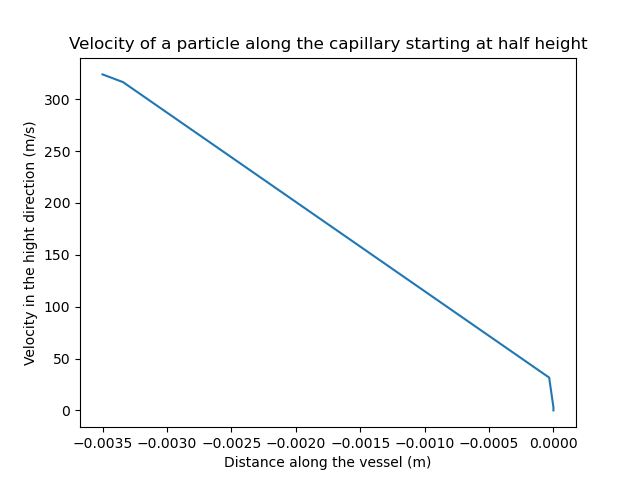 Velocity of a particle along the capillary starting at half height
300
250
200
150
100
50
0
Velocity in the hight direction (m/s)
−0.0035 −0.0030 −0.0025 −0.0020 −0.0015 −0.0010 −0.0005 0.0000
Distance along the vessel (m)